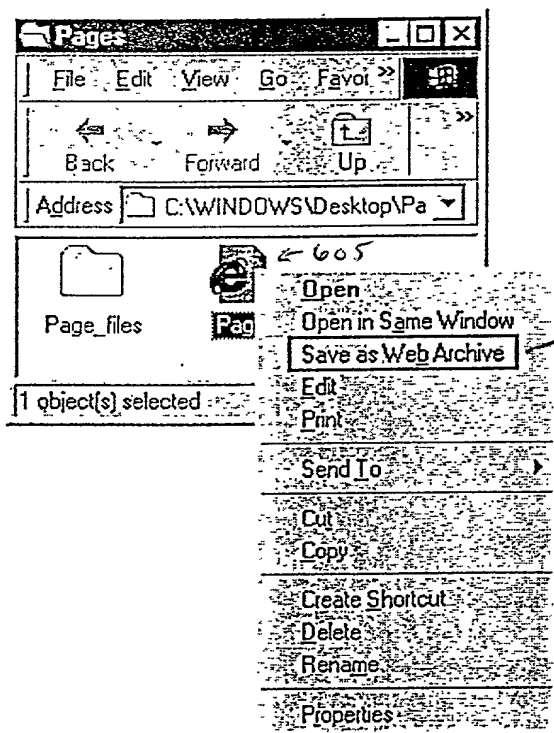 Pages
File Edit View Go Favor »
Back Forward Up »
Address C:\WINDOWS\Desktop\Pa
605
Page_files
Pag
Open
Open in Same Window
Save as Web Archive
Edit
Print
1 object(s) selected
Send To
Cut
Copy
Create Shortcut
Delete
Rename
Properties